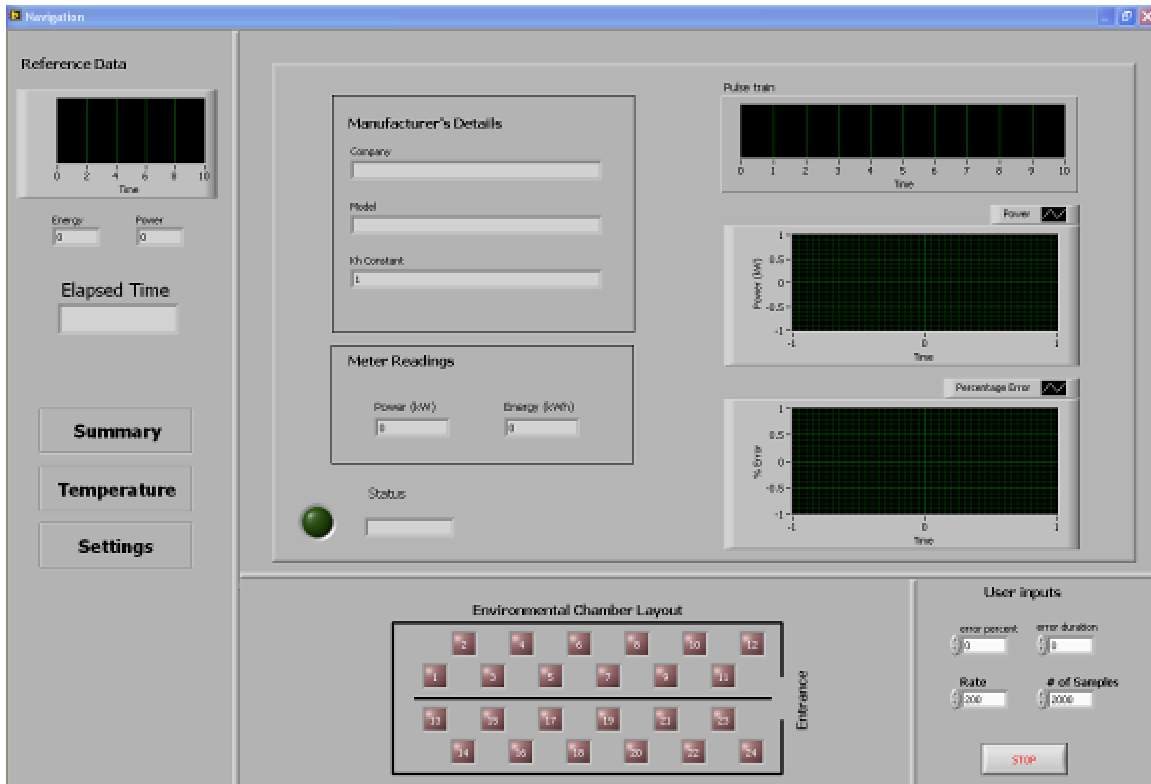 Navigation
Reference Data
0 2 4 6 8 10
Time
Energy Power
0 0
Elapsed Time
Summary
Temperature
Settings
Manufacturer's Details
Company
Model
Kh Constant
1
Meter Readings
Power (kW) Energy (kWh)
0 0
Status
Pulse train
0 1 2 3 4 5 6 7 8 9 10
Time
Power
Power (kW)
1
0.5
0
-0.5
-1
-1 0 1
Time
Percentage Error
% Error
1
0.5
0
-0.5
-1
-1 0 1
Time
Environmental Chamber Layout
2 4 6 8 10 12
1 3 5 7 9 11
13 15 17 19 21 23
14 16 18 20 22 24
Entrance
User inputs
error percent error duration
0 0
Rate # of Samples
200 2000
STOP